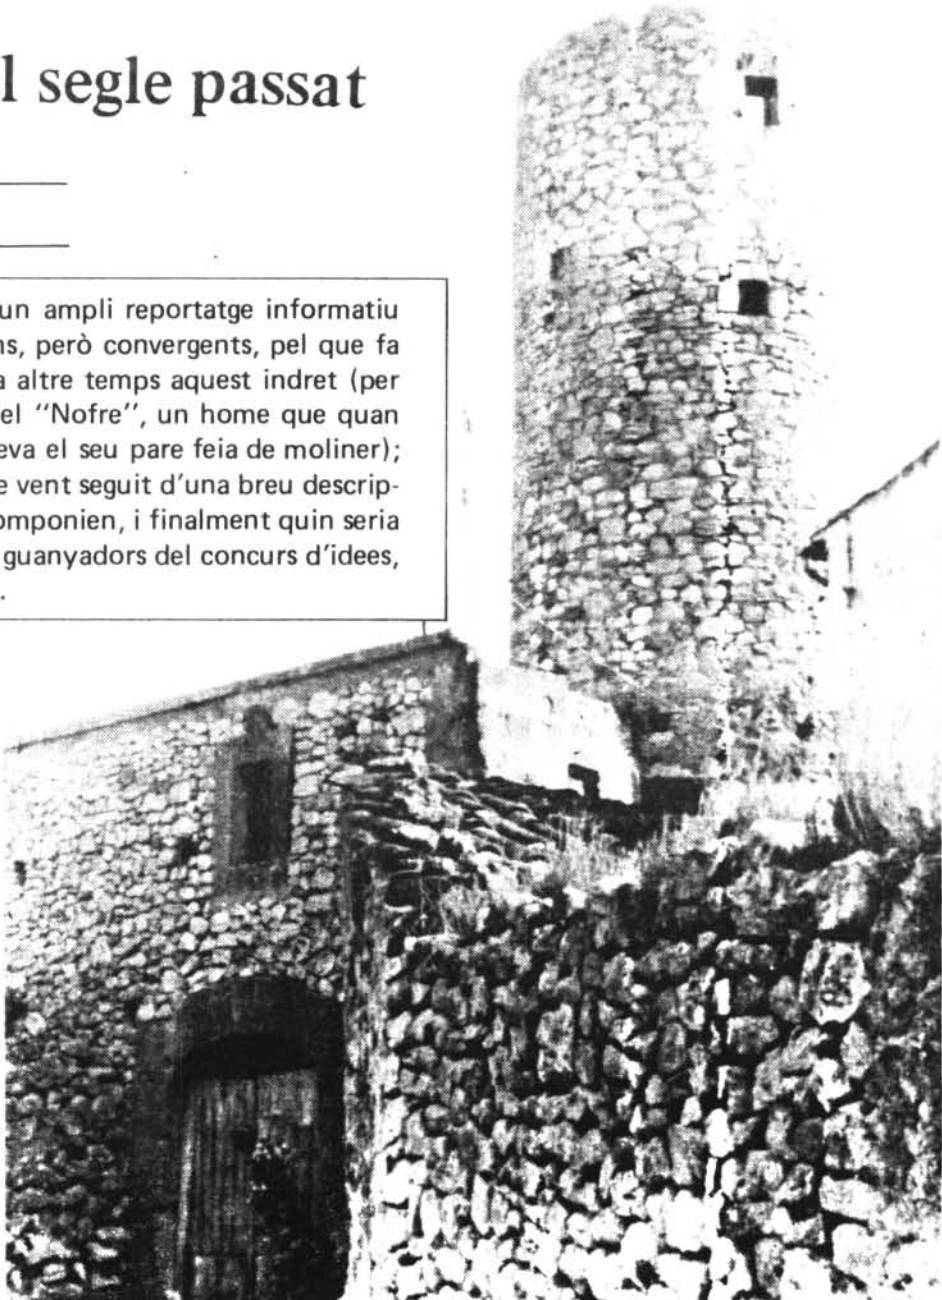 l segle passat
un ampli reportatge informatiu
ns, però convergents, pel que fa
a altre temps aquest indret (per
el "Nofre", un home que quan
eva el seu pare feia de moliner);
e vent seguit d'una breu descrip-
omponien, i finalment quin seria
guanyadors del concurs d'idees,
.